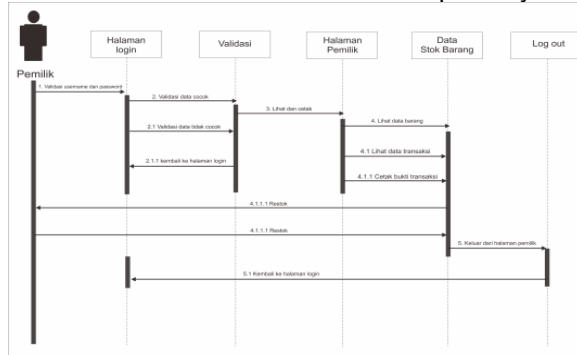 Halaman
login
Validasi
Halaman
Pemilik
Data
Stok Barang
Log out
Pemilik
1. Validasi username dan password
2. Validasi data cocok
3. Lihat dan cetak
4. Lihat data barang
2.1 Validasi data tidak cocok
4.1 Lihat data transaksi
2.1.1 kembali ke halaman login
4.1.1 Cetak bukti transaksi
4.1.1.1 Restok
4.1.1.1 Restok
5. Keluar dari halaman pemilik
5.1 Kembali ke halaman login